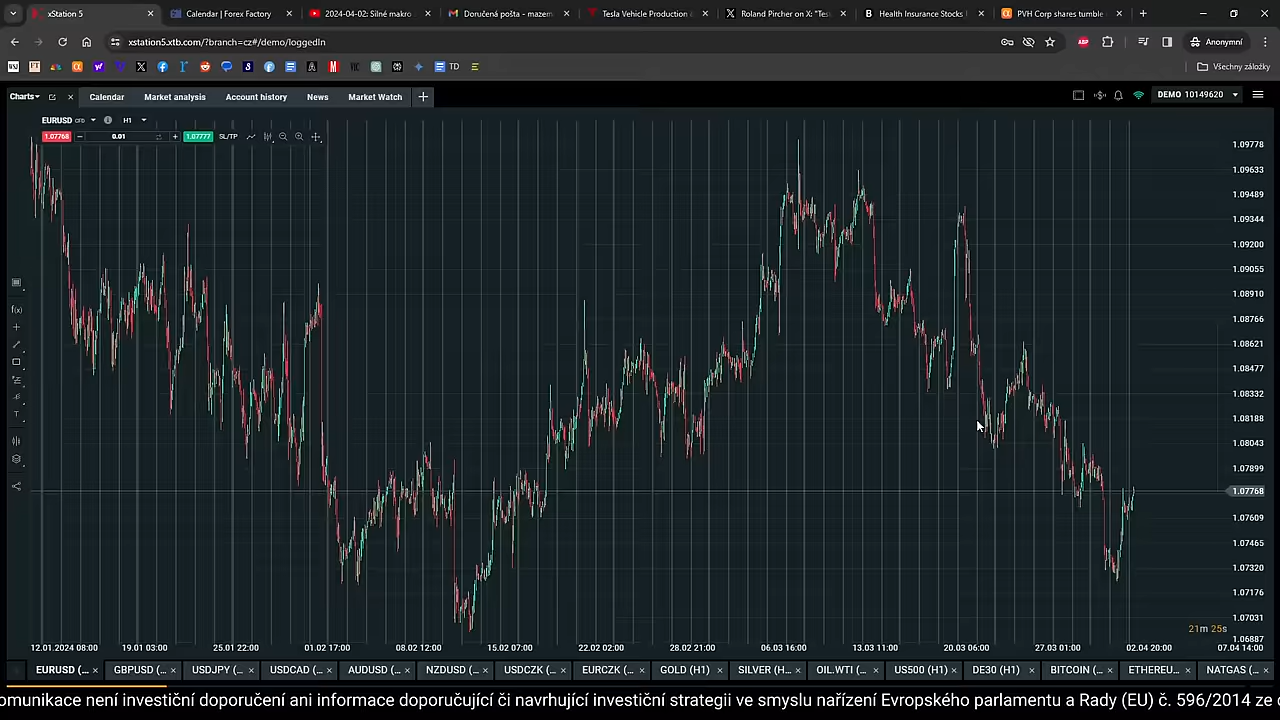 xStation 5
Calendar | Forex Factory
2024-04-02: Silné makro
Doručená pošta – mazem
Tesla Vehicle Production &
Roland Pircher on X: "Tes
Health Insurance Stocks
PVH Corp shares tumble
xstation5.xtb.com/?branch=cz#/demo/loggedIn
Anonymní
TD
Všechny záložky
Charts
Calendar
Market analysis
Account history
News
Market Watch
DEMO 10149620
EURUSD CFD
H1
1.07768
0.01
1.07777
SL/TP
1.09778
1.09633
1.09489
1.09344
1.09200
1.09055
1.08910
1.08766
1.08621
1.08477
1.08332
1.08188
1.08043
1.07899
1.07768
1.07609
1.07465
1.07320
1.07176
1.07031
1.06887
21m 25s
12.01.2024 08:00 19.01 03:00 25.01 22:00 01.02 17:00 08.02 12:00 15.02 07:00 22.02 02:00 28.02 21:00 06.03 16:00 13.03 11:00 20.03 06:00 27.03 01:00 02.04 20:00 07.04 14:00
EURUSD (... GBPUSD (... USDJPY (... USDCAD (... AUDUSD (... NZDUSD (... USDCZK (... EURCZK (... GOLD (H1) SILVER (H... OIL.WTI (... US500 (H1) DE30 (H1) BITCOIN (... ETHEREU... NATGAS (...
omunikace není investiční doporučení ani informace doporučující či navrhující investiční strategii ve smyslu nařízení Evropského parlamentu a Rady (EU) č. 596/2014 ze